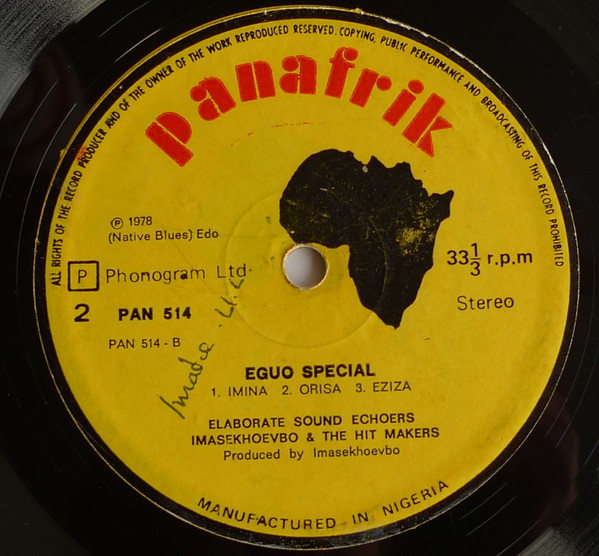 ALL RIGHTS OF THE RECORD PRODUCER AND OF THE OWNER OF THE WORK REPRODUCED RESERVED. COPYING, PUBLIC PERFORMANCE AND BROADCASTING OF THIS RECORD PROHIBITED
panafrik
℗ 1978
(Native Blues) Edo
P Phonogram Ltd.
2 PAN 514
PAN 514 - B
33⅓ r.p.m
Stereo
EGUO SPECIAL
1. IMINA 2. ORISA 3. EZIZA
ELABORATE SOUND ECHOERS
IMASEKHOEVBO & THE HIT MAKERS
Produced by Imasekhoevbo
MANUFACTURED IN NIGERIA